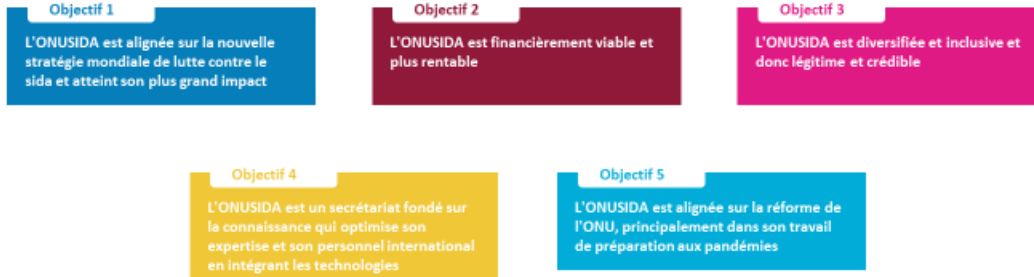 Objectif 1
L'ONUSIDA est alignée sur la nouvelle
stratégie mondiale de lutte contre le
sida et atteint son plus grand impact
Objectif 2
L'ONUSIDA est financièrement viable et
plus rentable
Objectif 3
L'ONUSIDA est diversifiée et inclusive et
donc légitime et crédible
Objectif 4
L'ONUSIDA est un secrétariat fondé sur
la connaissance qui optimise son
expertise et son personnel international
en intégrant les technologies
Objectif 5
L'ONUSIDA est alignée sur la réforme de
l'ONU, principalement dans son travail
de préparation aux pandémies